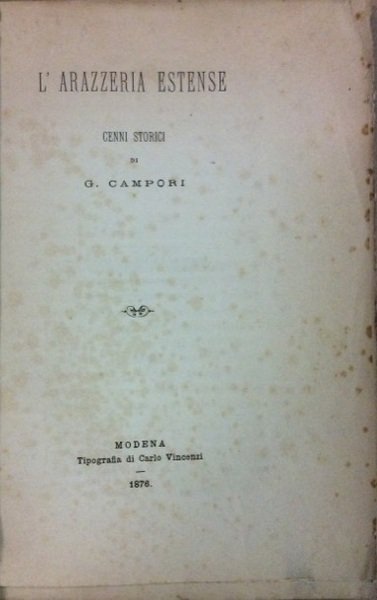 L' ARAZZERIA ESTENSE
CENNI STORICI
DI
G. CAMPORI
MODENA
Tipografia di Carlo Vincenzi
1876.